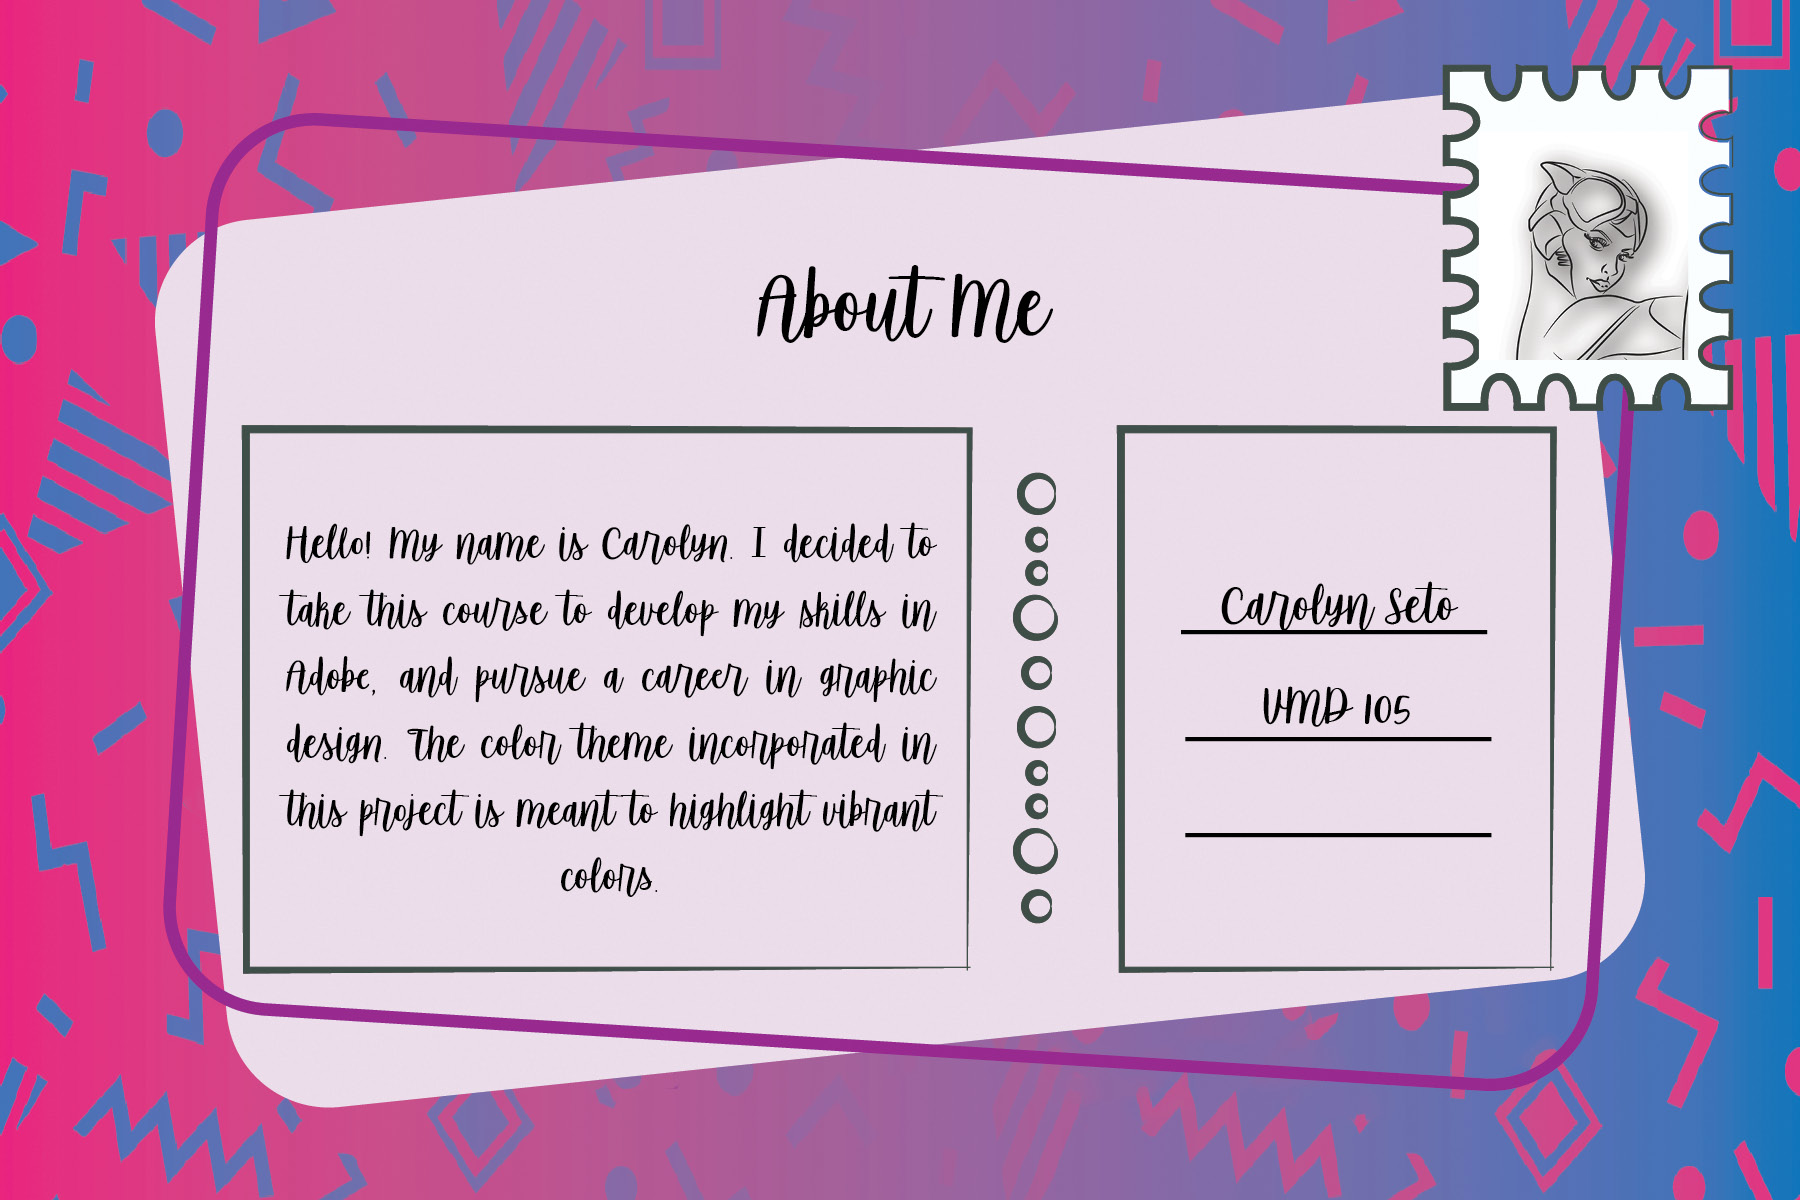 About Me
Hello! My name is Carolyn. I decided to
take this course to develop my skills in
Adobe, and pursue a career in graphic
design. The color theme incorporated in
this project is meant to highlight vibrant
colors.
Carolyn Seto
VMD 105